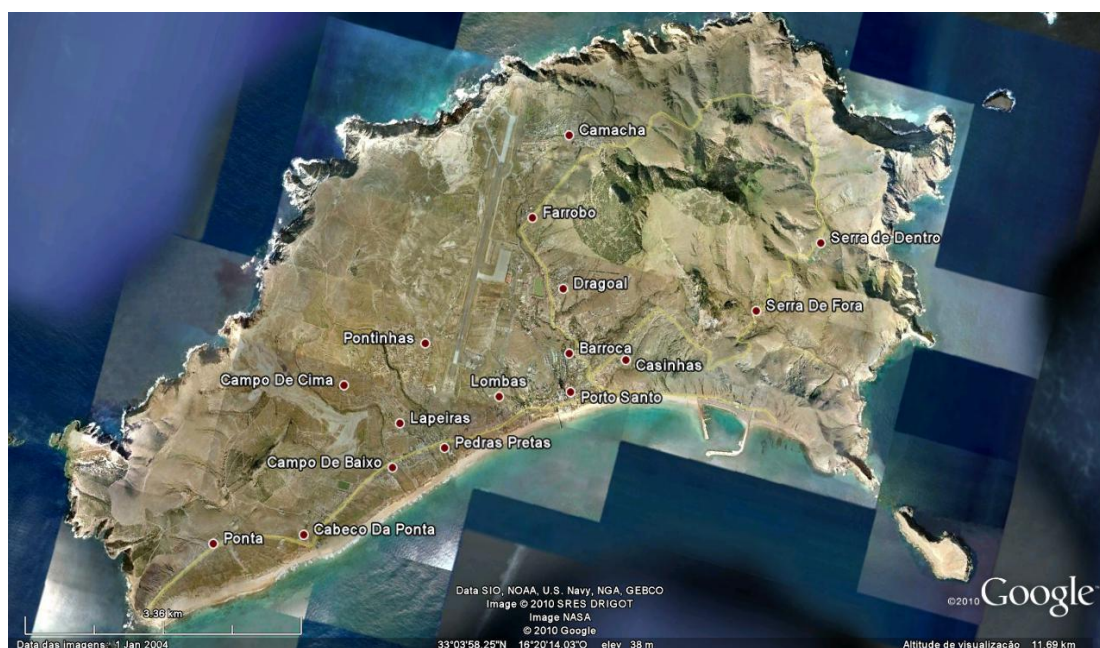 Camacha
Farrobo
Serra de Dentro
Dragoal
Serra De Fora
Pontinhas
Barroca
Casinhas
Campo De Cima
Lombas
Porto Santo
Lapeiras
Pedras Pretas
Campo De Baixo
Cabeco Da Ponta
Ponta
3.36 km
Data SIO, NOAA, U.S. Navy, NGA, GEBCO
Image © 2010 SRES DRIGOT
Image NASA
© 2010 Google
©2010 Google
Data das imagens: 1 Jan 2004 33°03'58.25"N 16°20'14.03"O elev 38 m Altitude de visualização 11.69 km